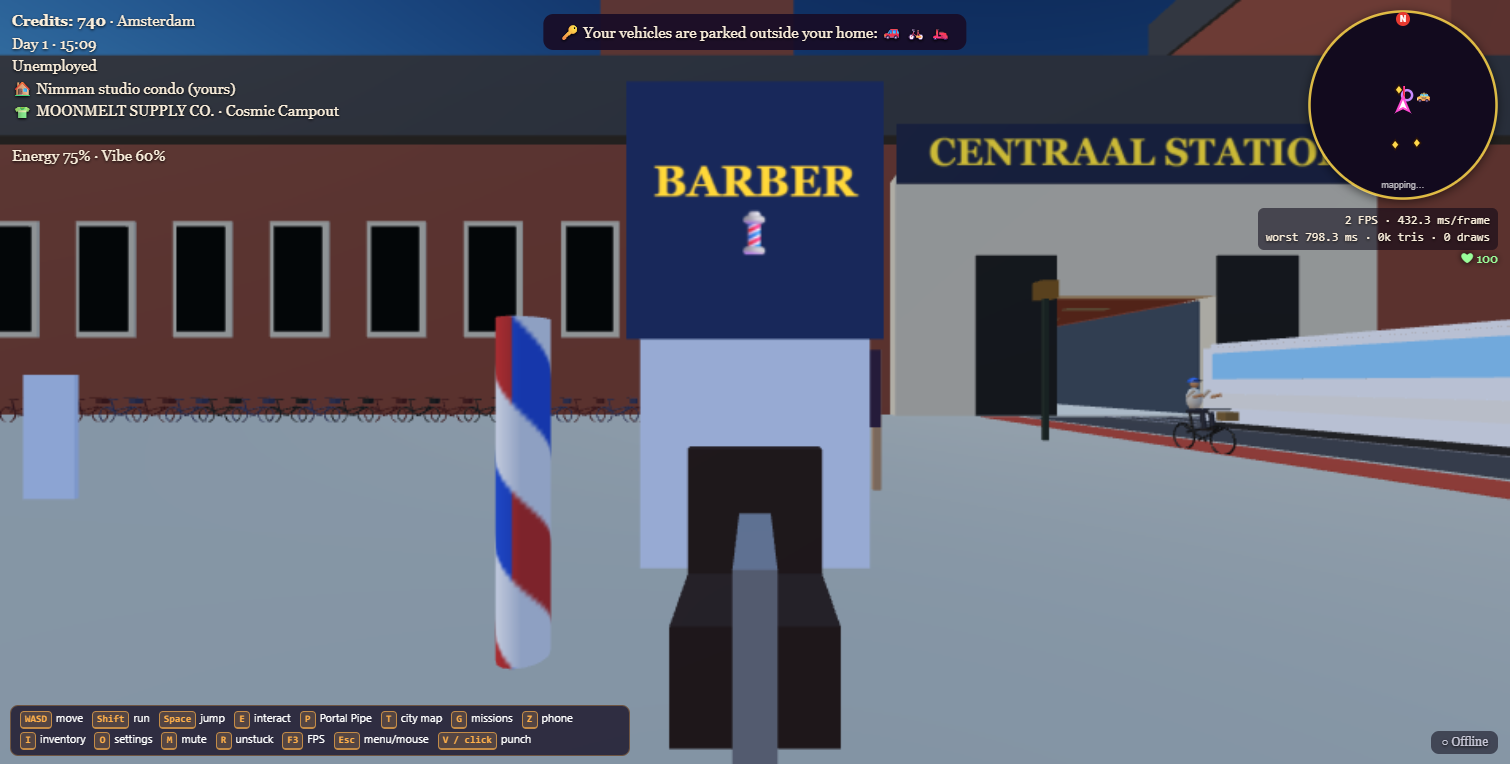 Credits: 740 · Amsterdam
Day 1 · 15:09
Unemployed
Nimman studio condo (yours)
MOONMELT SUPPLY CO. · Cosmic Campout
Energy 75% · Vibe 60%
Your vehicles are parked outside your home:
N
mapping...
2 FPS · 432.3 ms/frame
worst 798.3 ms · 0k tris · 0 draws
100
BARBER
CENTRAAL STATIO
WASD move Shift run Space jump E interact P Portal Pipe T city map G missions Z phone
I inventory O settings M mute R unstuck F3 FPS Esc menu/mouse V / click punch
○ Offline